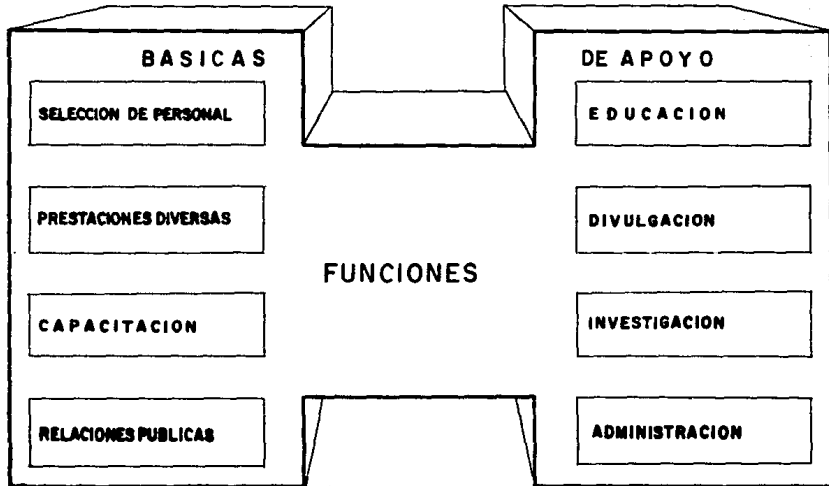 BASICAS
SELECCION DE PERSONAL
PRESTACIONES DIVERSAS
CAPACITACION
RELACIONES PUBLICAS
FUNCIONES
DE APOYO
EDUCACION
DIVULGACION
INVESTIGACION
ADMINISTRACION